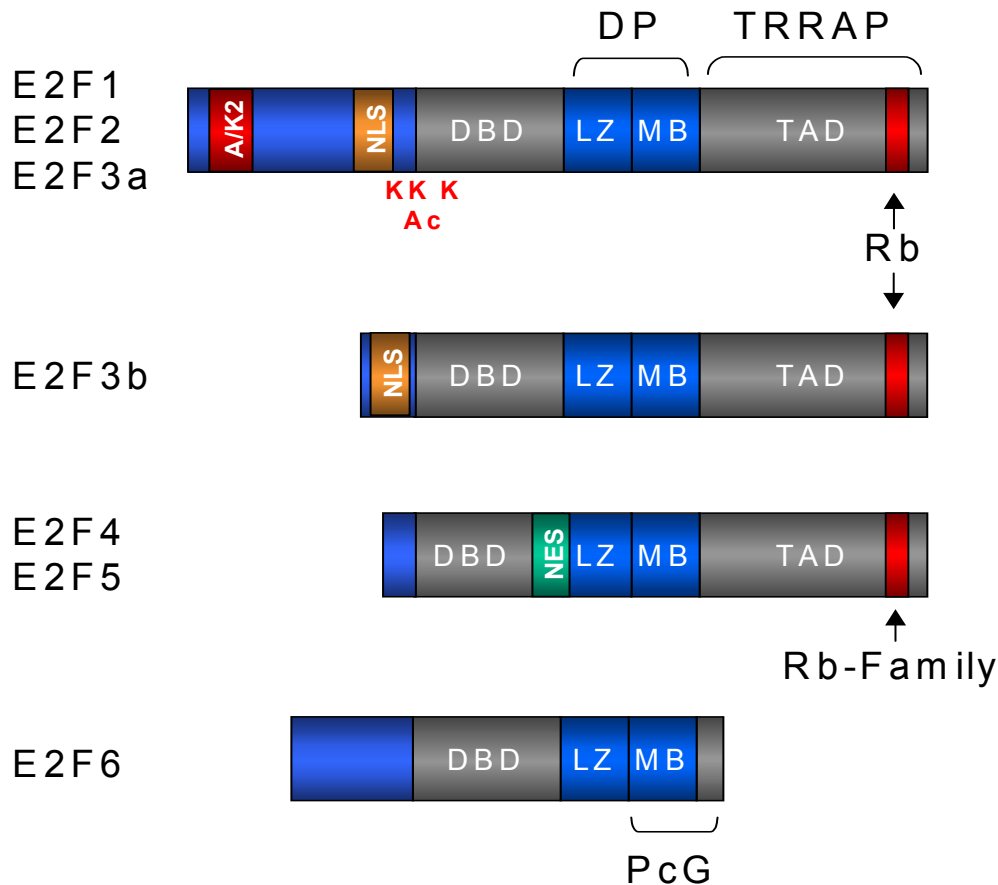 DP TRRAP
E2F1
E2F2
E2F3a
A/K2 NLS DBD LZ MB TAD
KK K
Ac
Rb
E2F3b
NLS DBD LZ MB TAD
E2F4
E2F5
DBD NES LZ MB TAD
Rb-Family
E2F6
DBD LZ MB
PcG